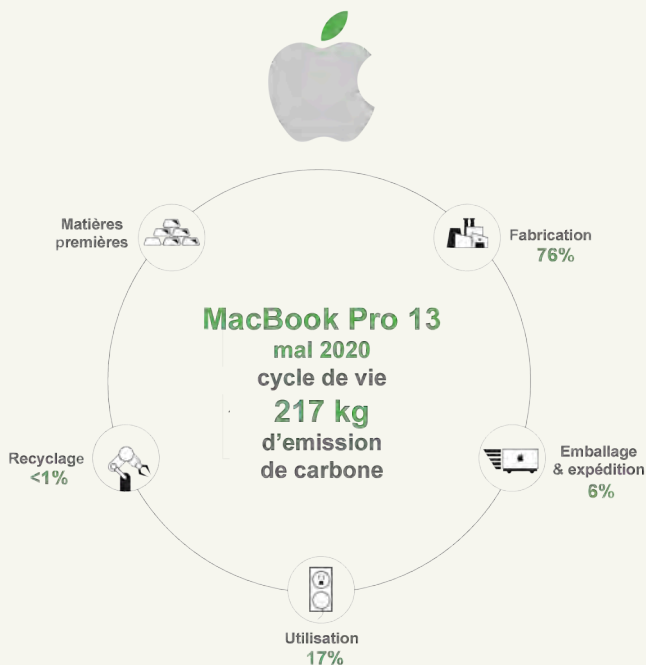 Matières
premières
Fabrication
76%
MacBook Pro 13
mal 2020
cycle de vie
217 kg
d'emission
de carbone
Recyclage
<1%
Emballage
& expédition
6%
Utilisation
17%